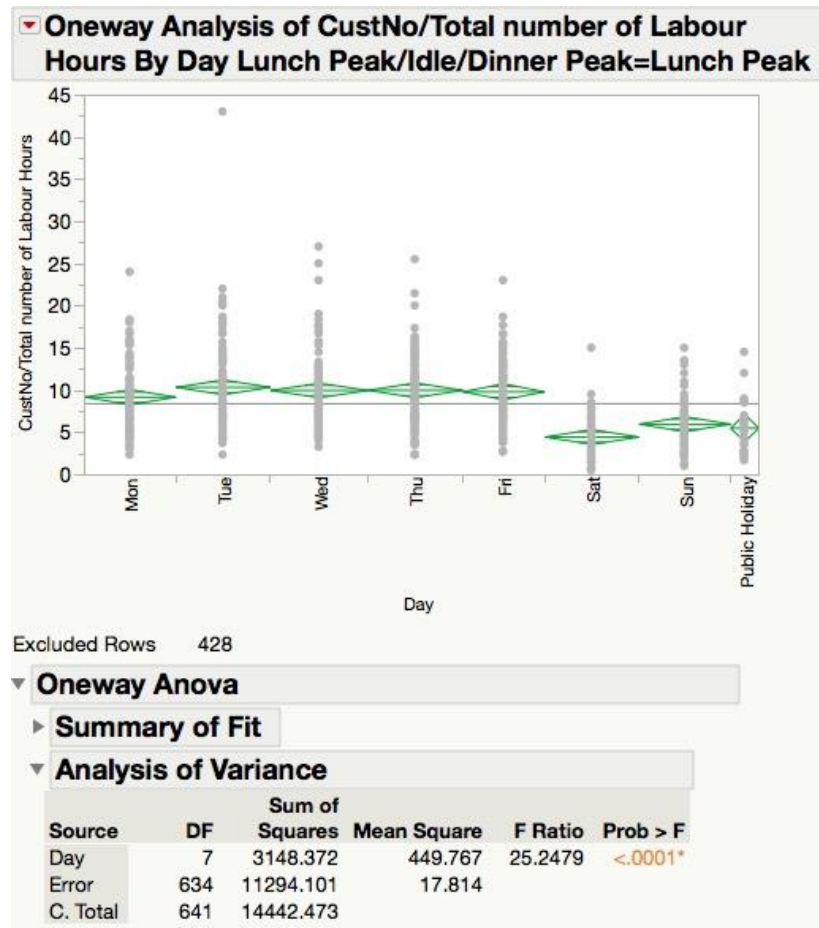 Oneway Analysis of CustNo/Total number of Labour
Hours By Day Lunch Peak/Idle/Dinner Peak=Lunch Peak
45
40
35
30
25
20
15
10
5
0
CustNo/Total number of Labour Hours
Mon
Tue
Wed
Thu
Fri
Sat
Sun
Public Holiday
Day
Excluded Rows 428
Oneway Anova
Summary of Fit
Analysis of Variance
Sum of
Source DF Squares Mean Square F Ratio Prob > F
Day 7 3148.372 449.767 25.2479 <.0001*
Error 634 11294.101 17.814
C. Total 641 14442.473